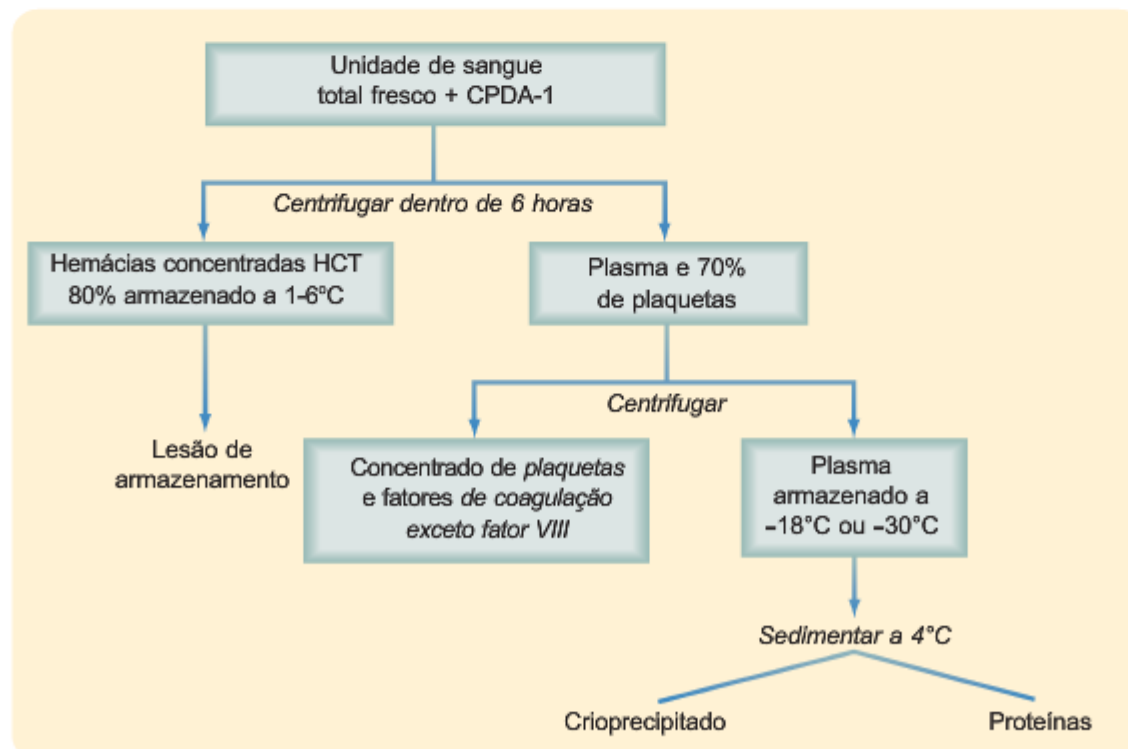 Unidade de sangue
total fresco + CPDA-1
Centrifugar dentro de 6 horas
Hemácias concentradas HCT
80% armazenado a 1-6ºC
Plasma e 70%
de plaquetas
Centrifugar
Lesão de
armazenamento
Concentrado de plaquetas
e fatores de coagulação
exceto fator VIII
Plasma
armazenado a
–18°C ou –30°C
Sedimentar a 4°C
Crioprecipitado
Proteínas